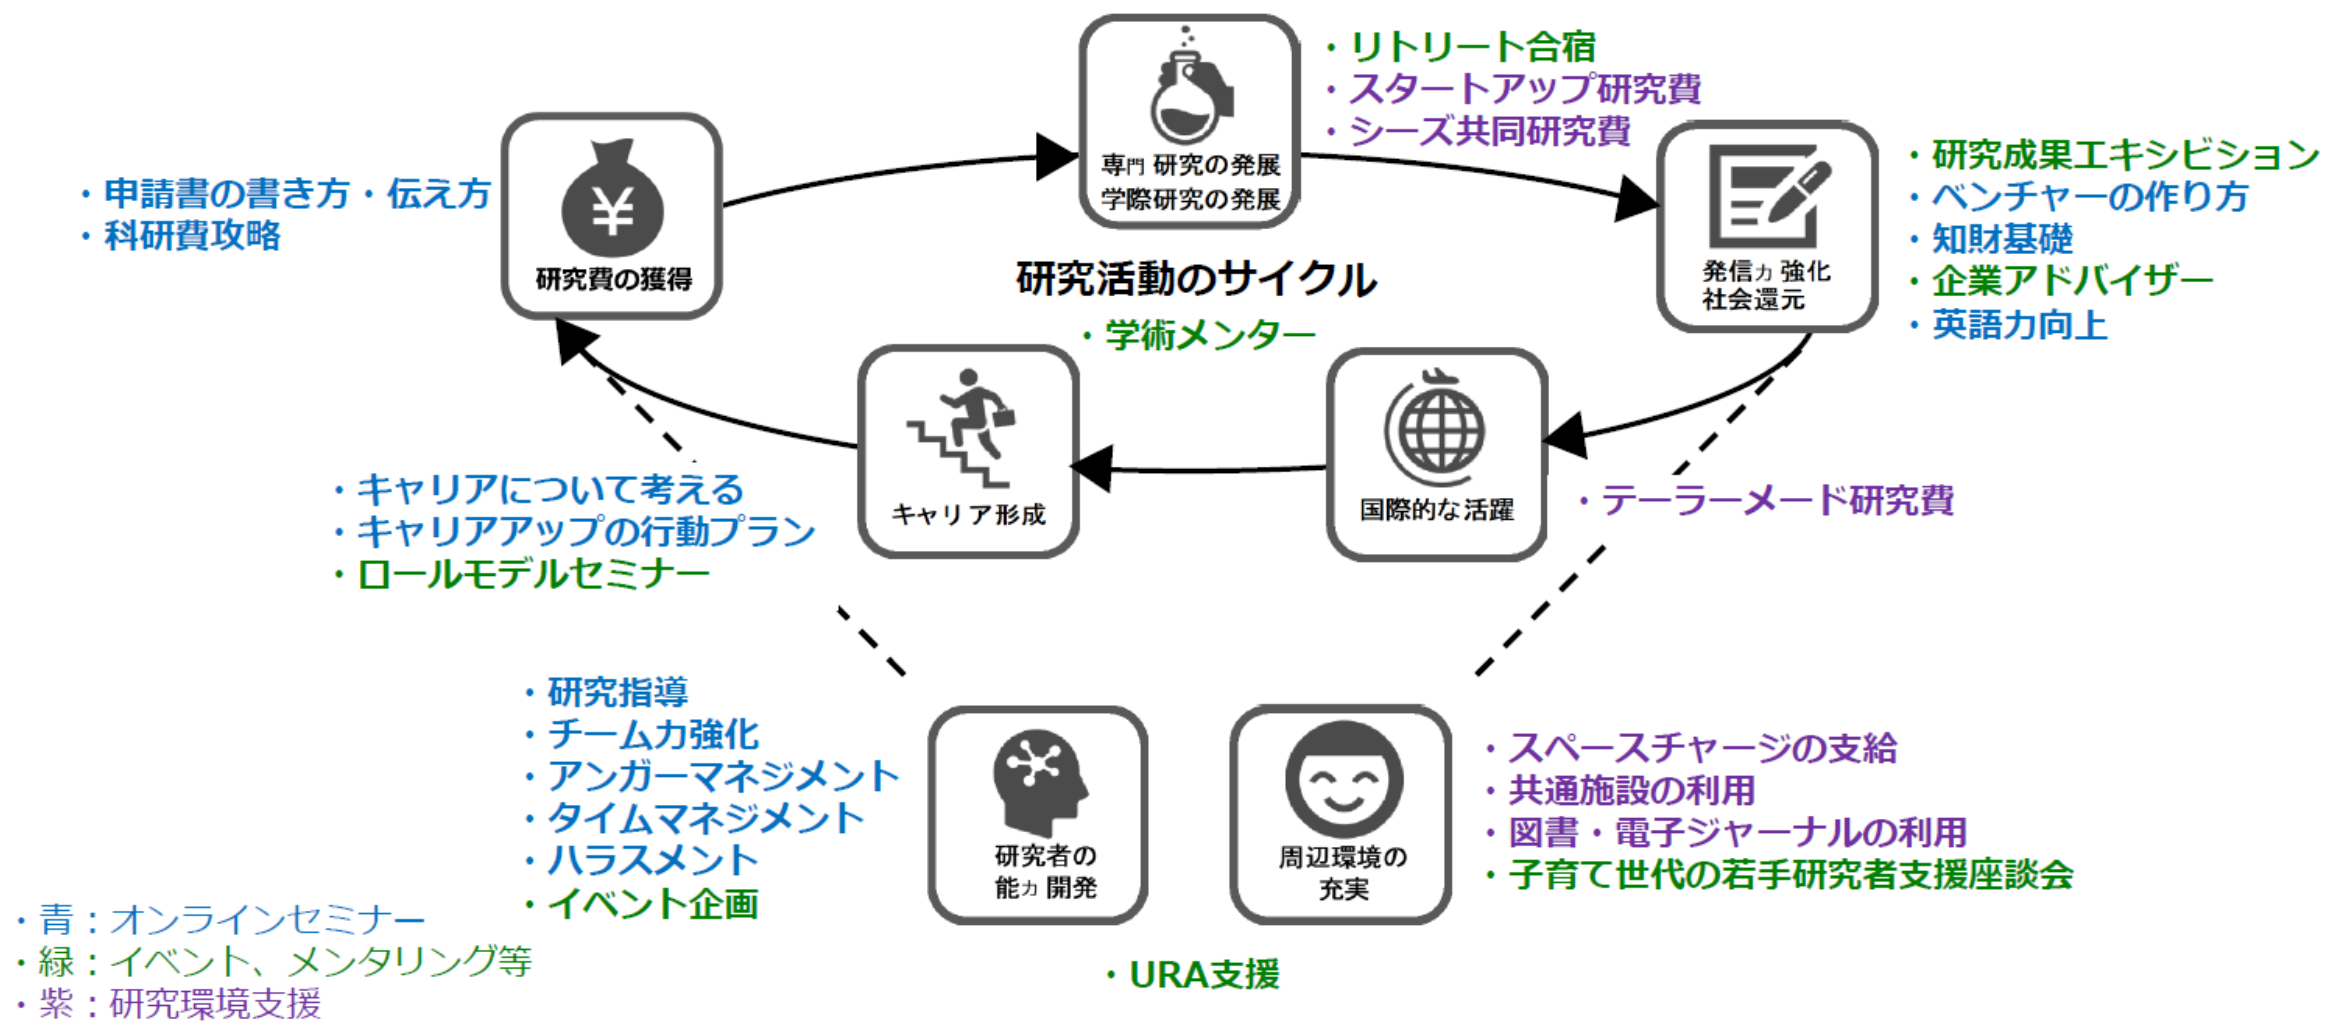 ・リトリート合宿
・スタートアップ研究費
・シーズ共同研究費
専門 研究の発展
学際研究の発展
・申請書の書き方・伝え方
・科研費攻略
¥
研究費の獲得
発信力 強化
社会還元
・研究成果エキシビション
・ベンチャーの作り方
・知財基礎
・企業アドバイザー
・英語力向上
研究活動のサイクル
・学術メンター
キャリア形成
国際的な活躍
・テーラーメード研究費
・キャリアについて考える
・キャリアアップの行動プラン
・ロールモデルセミナー
・研究指導
・チーム力強化
・アンガーマネジメント
・タイムマネジメント
・ハラスメント
・イベント企画
研究者の
能力 開発
周辺環境の
充実
・スペースチャージの支給
・共通施設の利用
・図書・電子ジャーナルの利用
・子育て世代の若手研究者支援座談会
・URA支援
・青：オンラインセミナー
・緑：イベント、メンタリング等
・紫：研究環境支援